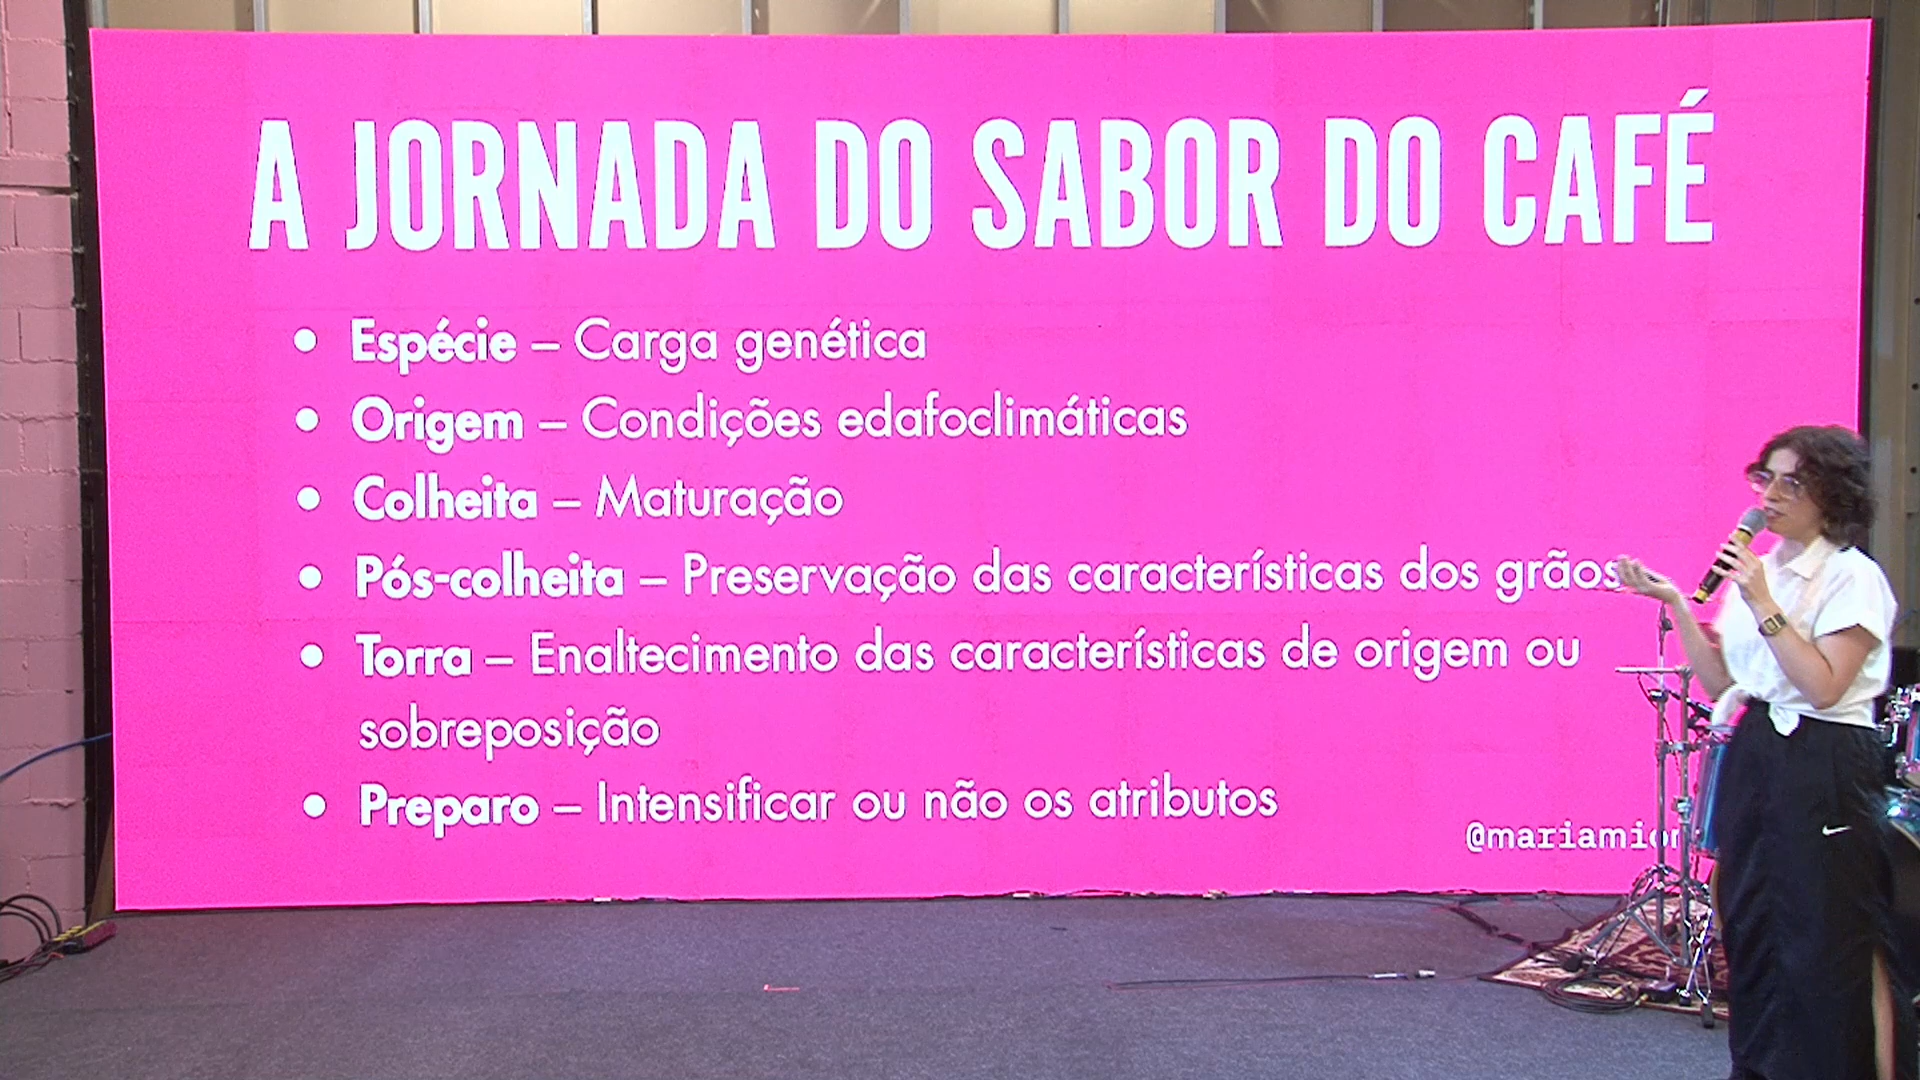 A JORNADA DO SABOR DO CAFÉ
• Espécie – Carga genética
• Origem – Condições edafoclimáticas
• Colheita – Maturação
• Pós-colheita – Preservação das características dos grãos
• Torra – Enaltecimento das características de origem ou
sobreposição
• Preparo – Intensificar ou não os atributos